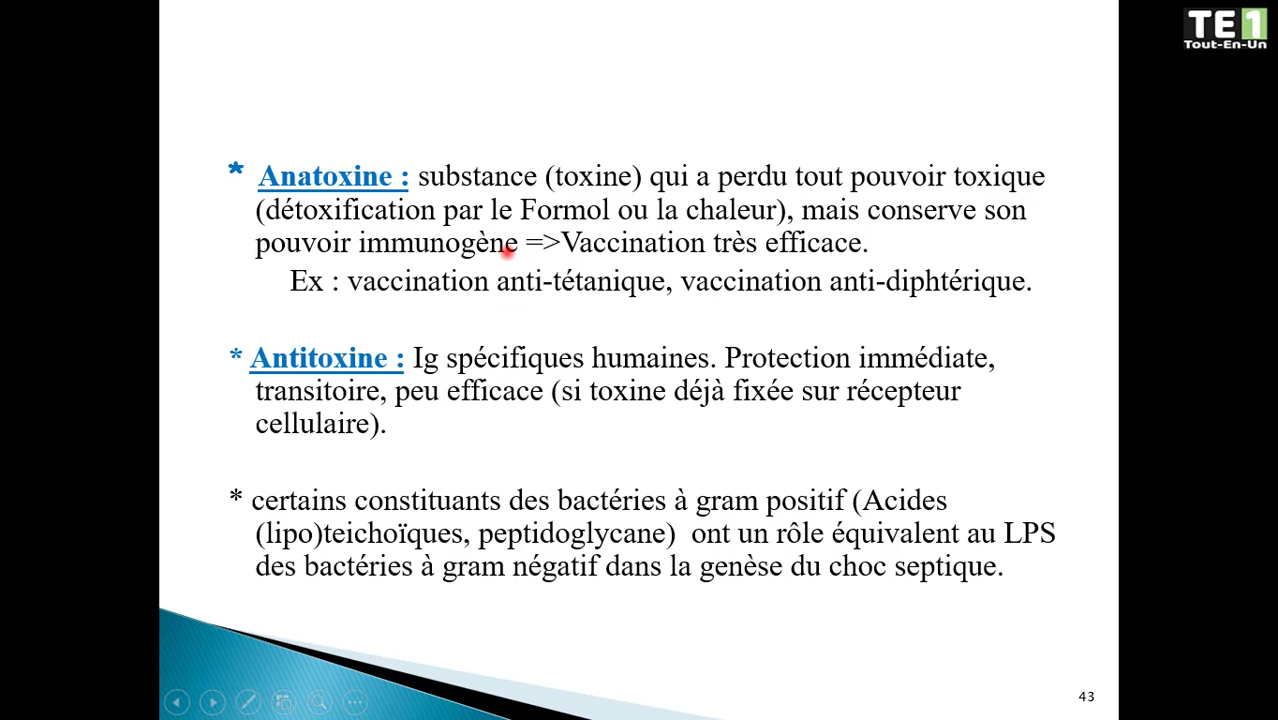 TE1
Tout-En-Un
* Anatoxine : substance (toxine) qui a perdu tout pouvoir toxique
(détoxification par le Formol ou la chaleur), mais conserve son
pouvoir immunogène =>Vaccination très efficace.
Ex : vaccination anti-tétanique, vaccination anti-diphtérique.
* Antitoxine : Ig spécifiques humaines. Protection immédiate,
transitoire, peu efficace (si toxine déjà fixée sur récepteur
cellulaire).
* certains constituants des bactéries à gram positif (Acides
(lipo)teichoïques, peptidoglycane) ont un rôle équivalent au LPS
des bactéries à gram négatif dans la genèse du choc septique.
43